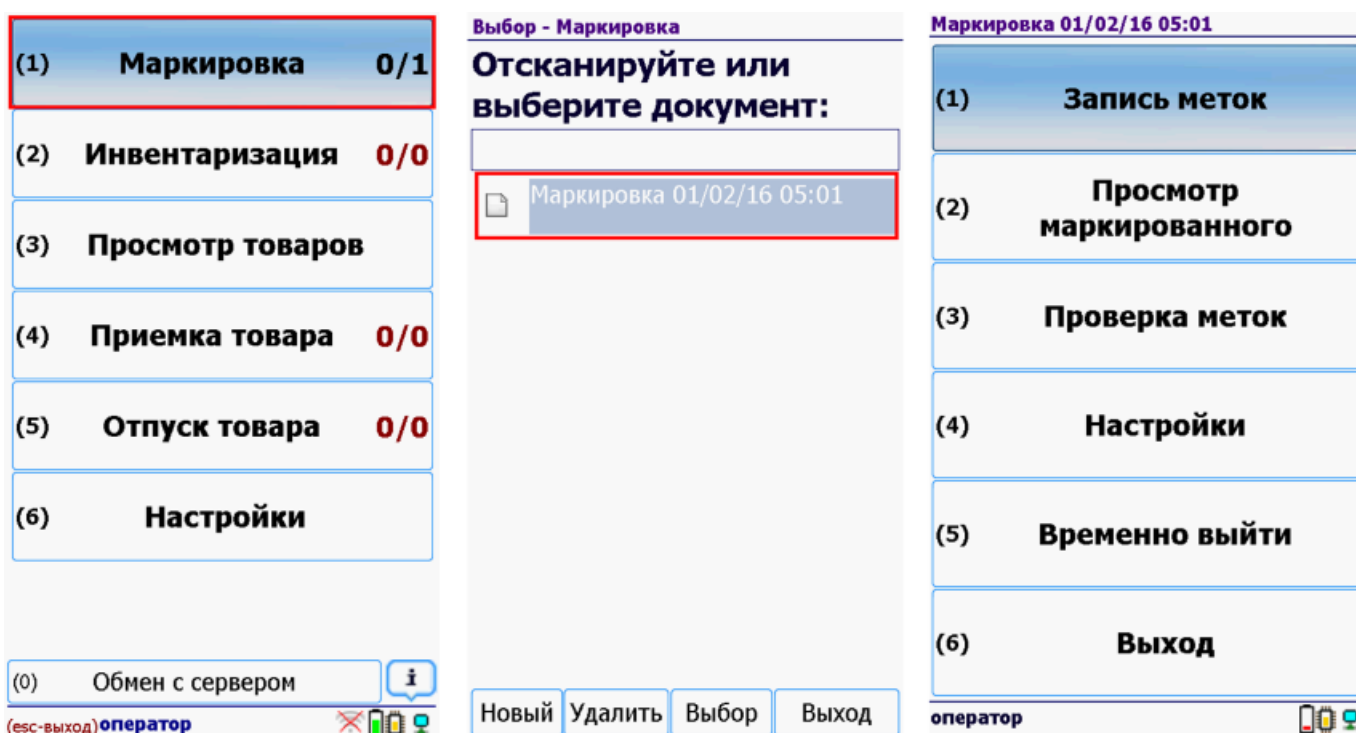 (1) Маркировка 0/1
(2) Инвентаризация 0/0
(3) Просмотр товаров
(4) Приемка товара 0/0
(5) Отпуск товара 0/0
(6) Настройки
(0) Обмен с сервером i
(esc-выход)оператор
Выбор - Маркировка
Отсканируйте или
выберите документ:
Маркировка 01/02/16 05:01
Новый Удалить Выбор Выход
Маркировка 01/02/16 05:01
(1) Запись меток
(2) Просмотр
маркированного
(3) Проверка меток
(4) Настройки
(5) Временно выйти
(6) Выход
оператор